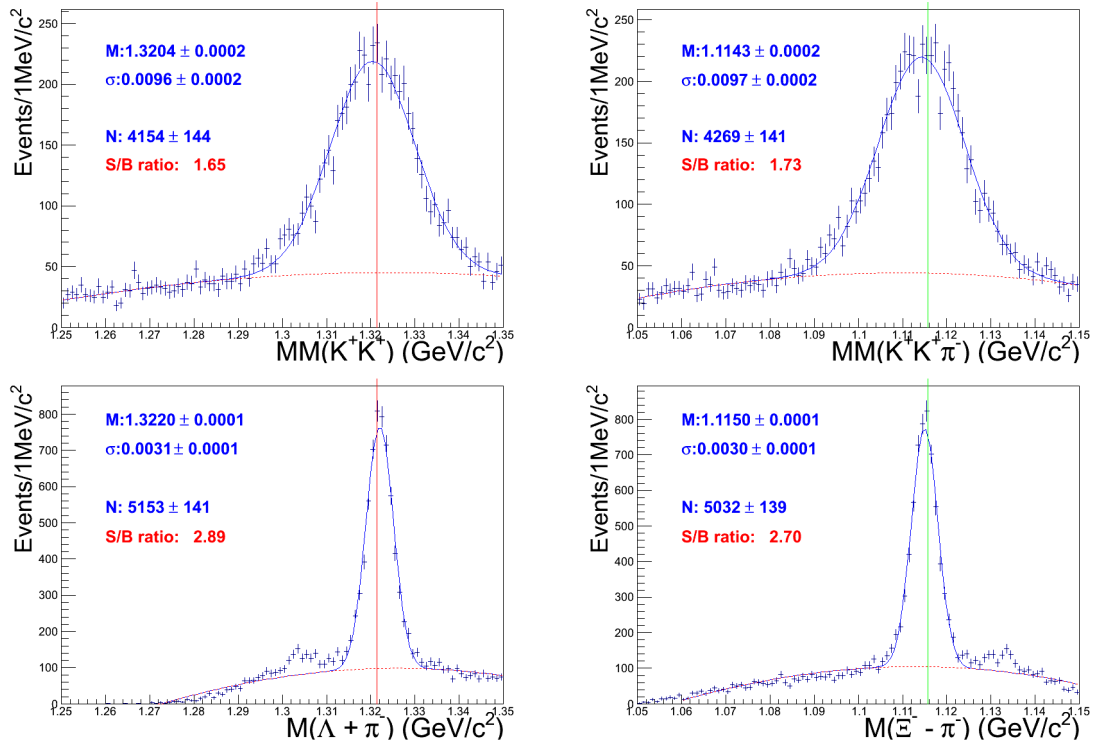 Events/1MeV/c²
250
200
150
100
50
0
M:1.3204 ± 0.0002
σ:0.0096 ± 0.0002
N: 4154 ± 144
S/B ratio: 1.65
1.25 1.26 1.27 1.28 1.29 1.3 1.31 1.32 1.33 1.34 1.35
MM(K⁺K⁺) (GeV/c²)
Events/1MeV/c²
250
200
150
100
50
0
M:1.1143 ± 0.0002
σ:0.0097 ± 0.0002
N: 4269 ± 141
S/B ratio: 1.73
1.05 1.06 1.07 1.08 1.09 1.1 1.11 1.12 1.13 1.14 1.15
MM(K⁺K⁺π⁻) (GeV/c²)
Events/1MeV/c²
800
700
600
500
400
300
200
100
0
M:1.3220 ± 0.0001
σ:0.0031 ± 0.0001
N: 5153 ± 141
S/B ratio: 2.89
1.25 1.26 1.27 1.28 1.29 1.3 1.31 1.32 1.33 1.34 1.35
M(Λ + π⁻) (GeV/c²)
Events/1MeV/c²
800
700
600
500
400
300
200
100
0
M:1.1150 ± 0.0001
σ:0.0030 ± 0.0001
N: 5032 ± 139
S/B ratio: 2.70
1.05 1.06 1.07 1.08 1.09 1.1 1.11 1.12 1.13 1.14 1.15
M(Ξ⁻ - π⁻) (GeV/c²)